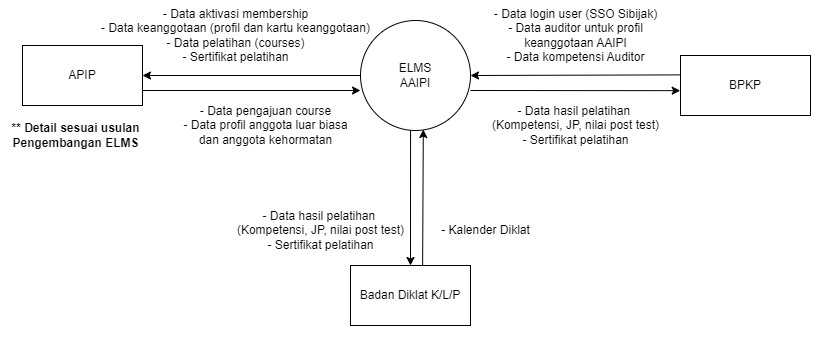 - Data aktivasi membership
- Data keanggotaan (profil dan kartu keanggotaan)
- Data pelatihan (courses)
- Sertifikat pelatihan
- Data login user (SSO Sibijak)
- Data auditor untuk profil
keanggotaan AAIPI
- Data kompetensi Auditor
APIP
ELMS
AAIPI
BPKP
- Data pengajuan course
- Data profil anggota luar biasa
dan anggota kehormatan
- Data hasil pelatihan
(Kompetensi, JP, nilai post test)
- Sertifikat pelatihan
** Detail sesuai usulan
Pengembangan ELMS
- Data hasil pelatihan
(Kompetensi, JP, nilai post test)
- Sertifikat pelatihan
- Kalender Diklat
Badan Diklat K/L/P